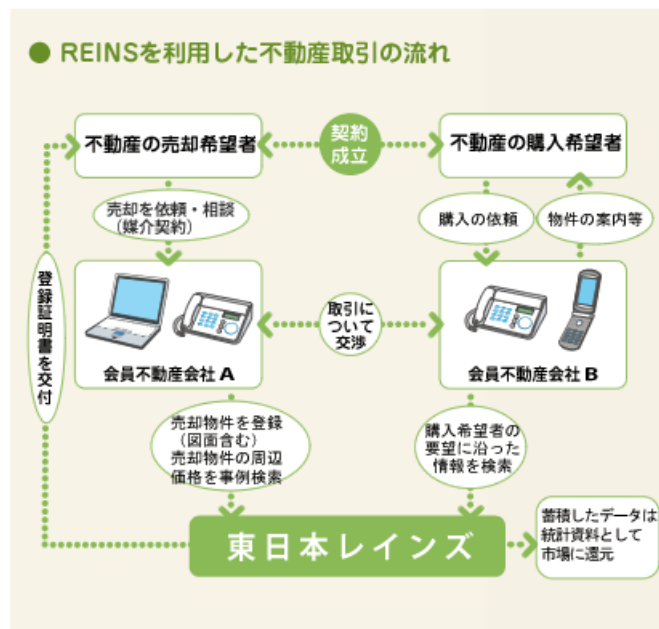 ● REINSを利用した不動産取引の流れ
不動産の売却希望者
契約
成立
不動産の購入希望者
売却を依頼・相談
(媒介契約)
購入の依頼
物件の案内等
登録証明書を交付
会員不動産会社 A
取引に
ついて
交渉
会員不動産会社 B
売却物件を登録
(図面含む)
売却物件の周辺
価格を事例検索
購入希望者の
要望に沿った
情報を検索
東日本レインズ
蓄積したデータは
統計資料として
市場に還元